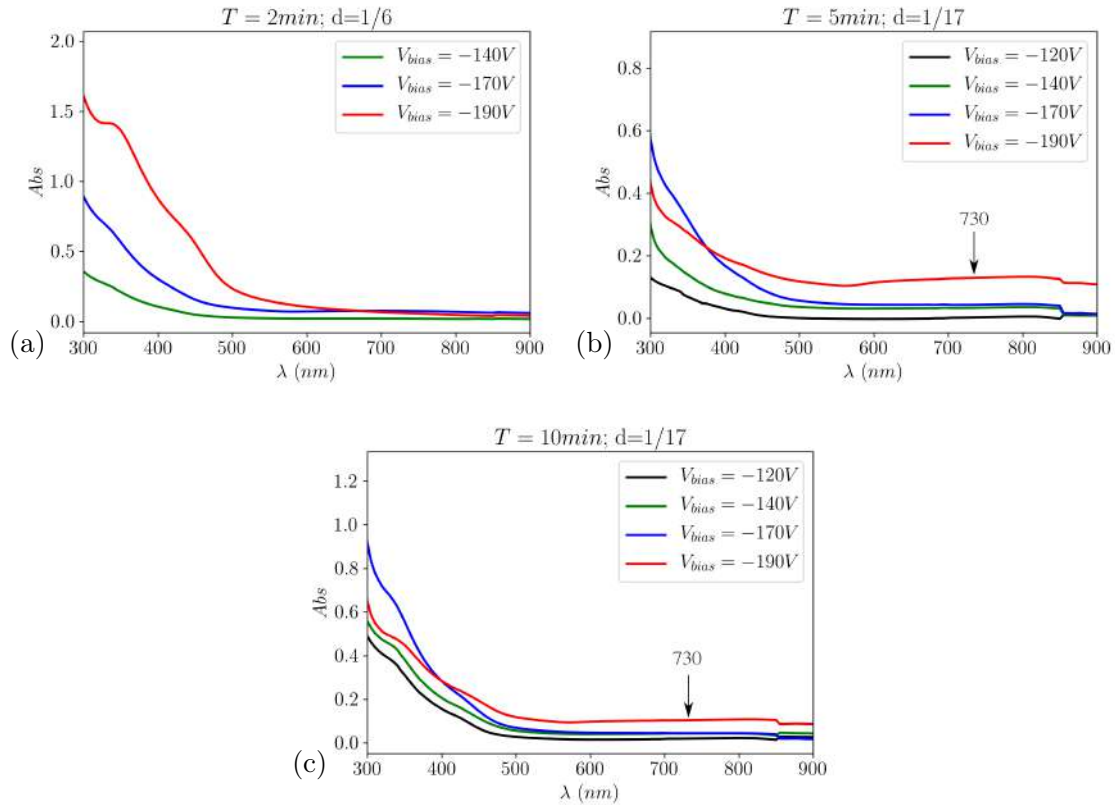 T = 2min; d=1/6
2.0
1.5
1.0
0.5
0.0
Abs
V_bias = −140V
V_bias = −170V
V_bias = −190V
300 400 500 600 700 800 900
λ (nm)
(a)
T = 5min; d=1/17
0.8
0.6
0.4
0.2
0.0
Abs
V_bias = −120V
V_bias = −140V
V_bias = −170V
V_bias = −190V
730
300 400 500 600 700 800 900
λ (nm)
(b)
T = 10min; d=1/17
1.2
1.0
0.8
0.6
0.4
0.2
0.0
Abs
V_bias = −120V
V_bias = −140V
V_bias = −170V
V_bias = −190V
730
300 400 500 600 700 800 900
λ (nm)
(c)